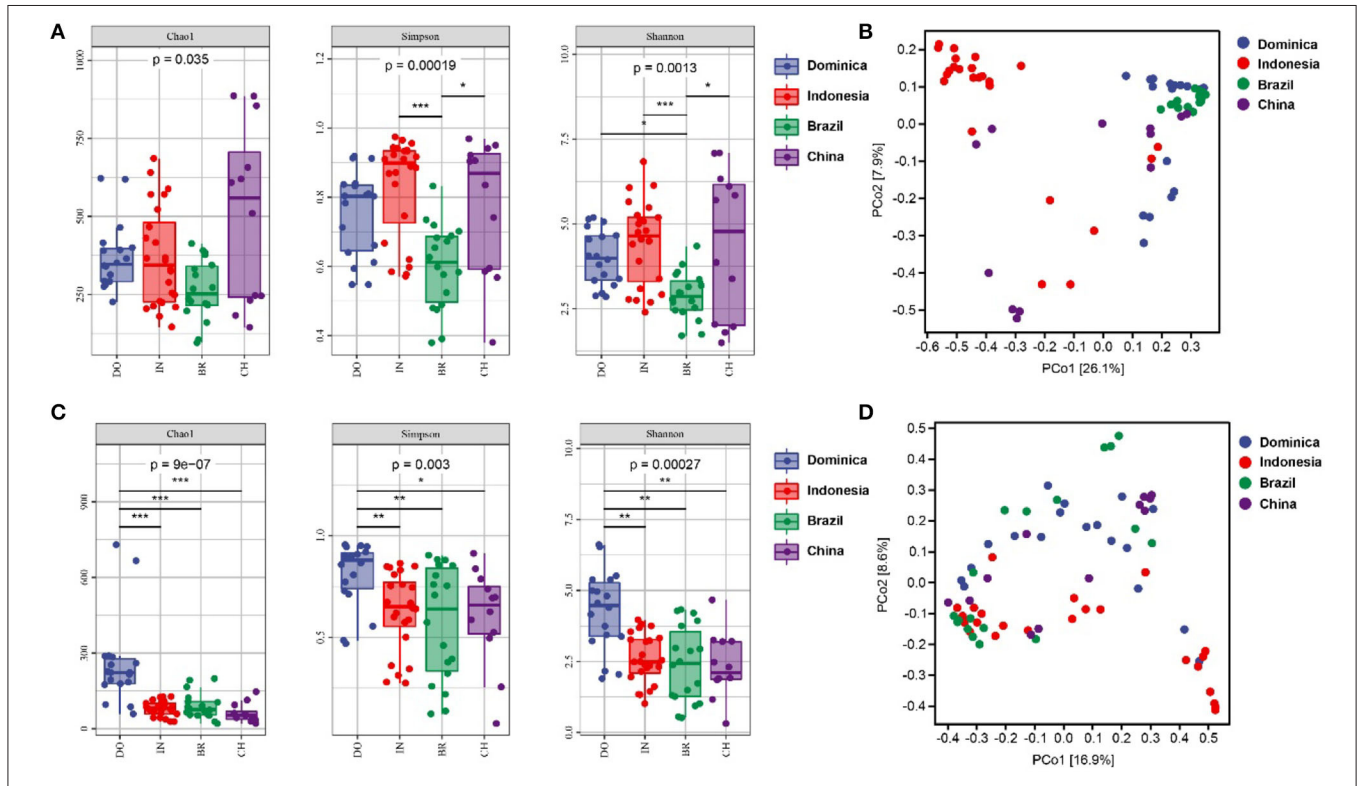 A
Chao1
p = 0.035
1000
750
500
250
DO
IN
BR
CH
Simpson
p = 0.00019
***
*
1.2
1.0
0.8
0.6
0.4
DO
IN
BR
CH
Shannon
p = 0.0013
***
*
*
10.0
7.5
5.0
2.5
DO
IN
BR
CH
Dominica
Indonesia
Brazil
China
B
PCo2 [7.9%]
0.2
0.1
0.0
-0.1
-0.2
-0.3
-0.4
-0.5
-0.6 -0.5 -0.4 -0.3 -0.2 -0.1 0.0 0.1 0.2 0.3
PCo1 [26.1%]
Dominica
Indonesia
Brazil
China
C
Chao1
p = 9e-07
***
***
***
900
600
300
0
DO
IN
BR
CH
Simpson
p = 0.003
*
**
**
1.0
0.5
DO
IN
BR
CH
Shannon
p = 0.00027
**
**
**
10.0
7.5
5.0
2.5
0.0
DO
IN
BR
CH
Dominica
Indonesia
Brazil
China
D
PCo2 [8.6%]
0.5
0.4
0.3
0.2
0.1
0.0
-0.1
-0.2
-0.3
-0.4
-0.4 -0.3 -0.2 -0.1 0.0 0.1 0.2 0.3 0.4 0.5
PCo1 [16.9%]
Dominica
Indonesia
Brazil
China